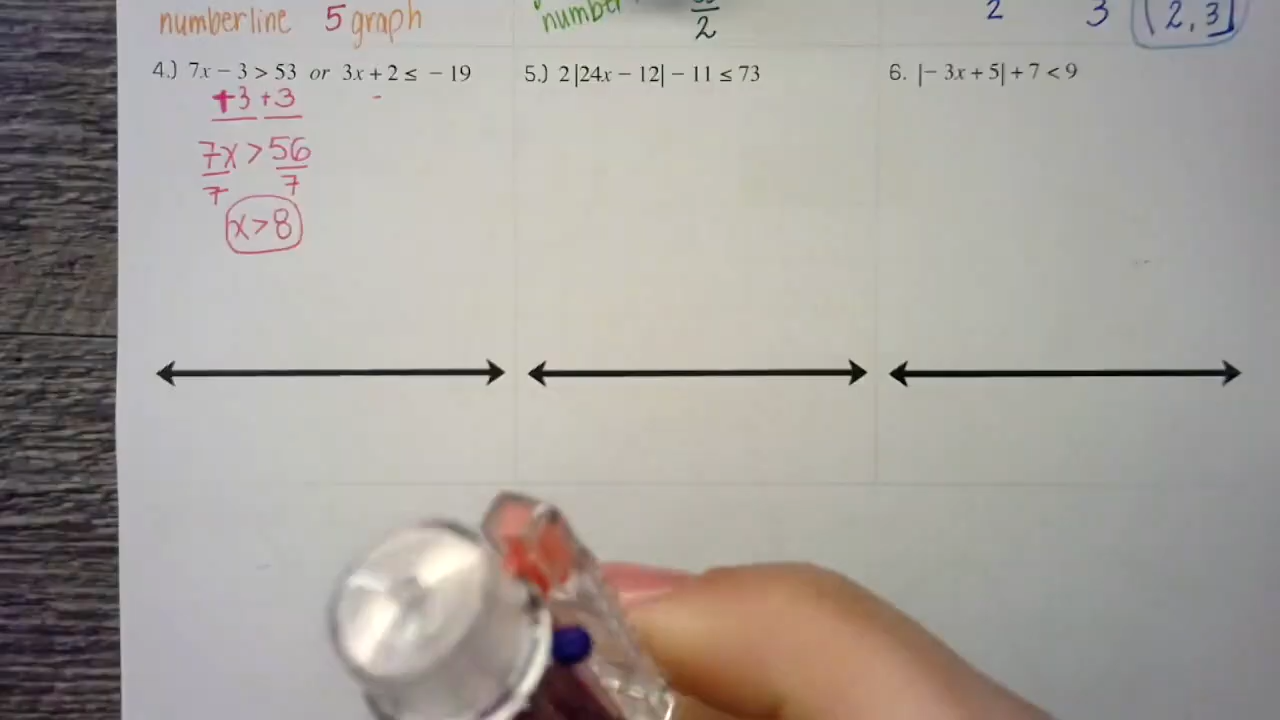 numberline 5 graph
number
2
2 3 [2, 3]
4.) 7x − 3 > 53 or 3x + 2 ≤ − 19
+3 +3 -
7x > 56
7 7
x > 8
5.) 2|24x − 12| − 11 ≤ 73
6. |− 3x + 5| + 7 < 9